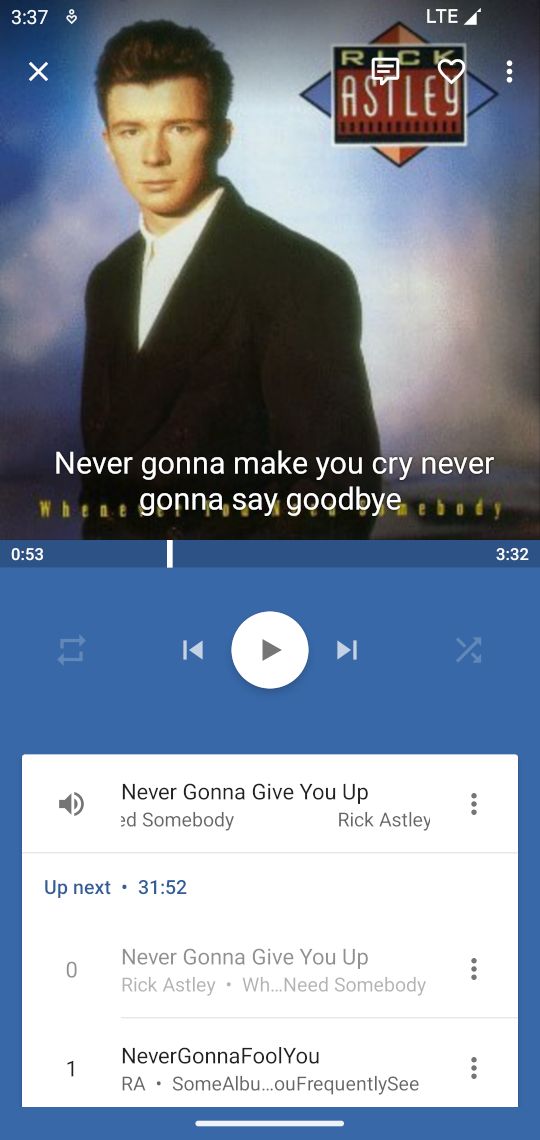 3:37
LTE
RICK
ASTLEY
Never gonna make you cry never
gonna say goodbye
Whenever You Need Somebody
0:53
3:32
Never Gonna Give You Up
ed Somebody Rick Astley
Up next • 31:52
0
Never Gonna Give You Up
Rick Astley • Wh...Need Somebody
1
NeverGonnaFoolYou
RA • SomeAlbu...ouFrequentlySee